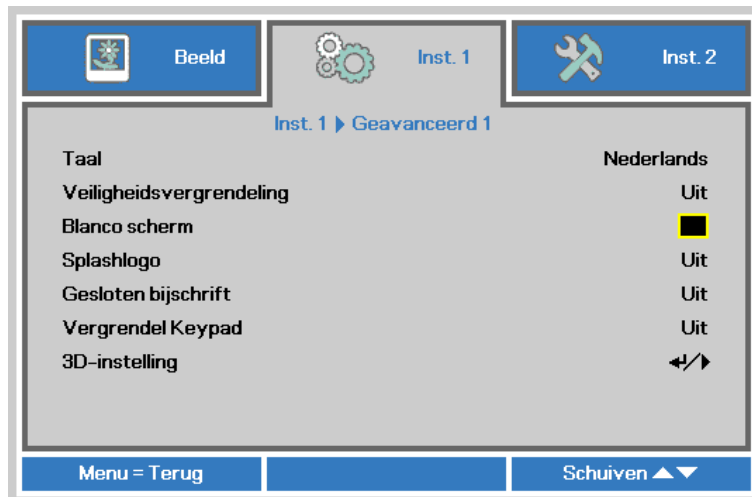 Beeld
Inst. 1
Inst. 2
Inst. 1 Geavanceerd 1
Taal Nederlands
Veiligheidsvergrendeling Uit
Blanco scherm
Splashlogo Uit
Gesloten bijschrift Uit
Vergrendel Keypad Uit
3D-instelling ↵/▶
Menu = Terug
Schuiven ▲▼